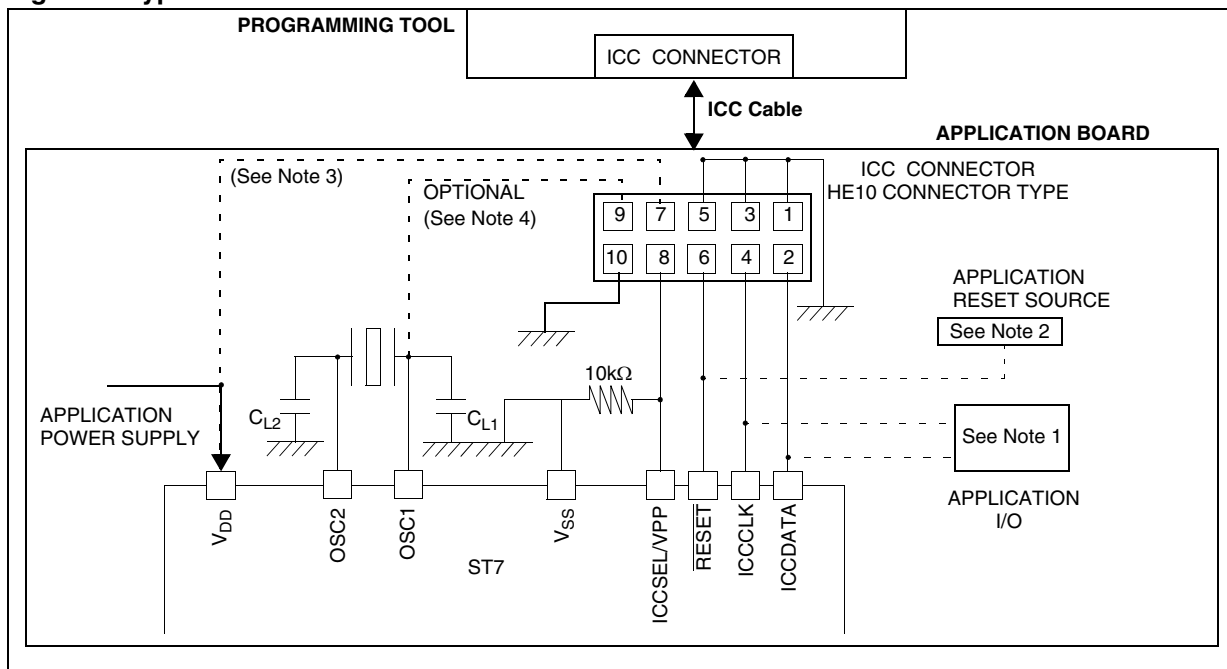 PROGRAMMING TOOL
ICC CONNECTOR
ICC Cable
APPLICATION BOARD
(See Note 3)
OPTIONAL
(See Note 4)
ICC CONNECTOR
HE10 CONNECTOR TYPE
9 7 5 3 1
10 8 6 4 2
APPLICATION
RESET SOURCE
See Note 2
10kΩ
APPLICATION
POWER SUPPLY
CL2
CL1
See Note 1
APPLICATION
I/O
VDD
OSC2
OSC1
VSS
ICCSEL/VPP
RESET
ICCCLK
ICCDATA
ST7